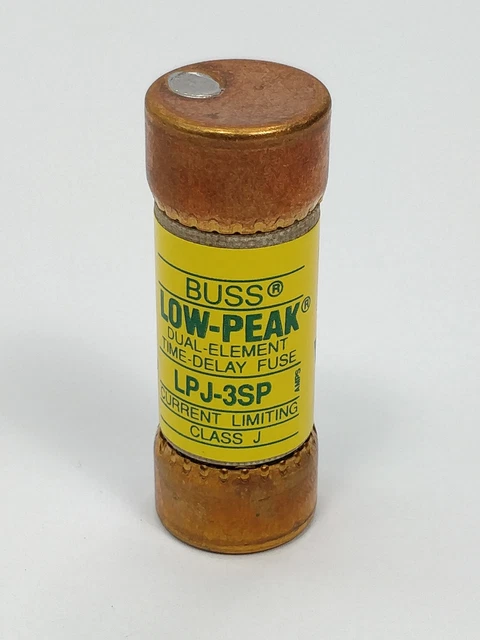 BUSS®
LOW-PEAK®
DUAL-ELEMENT
TIME-DELAY FUSE
LPJ-3SP
AMPS
CURRENT LIMITING
CLASS J